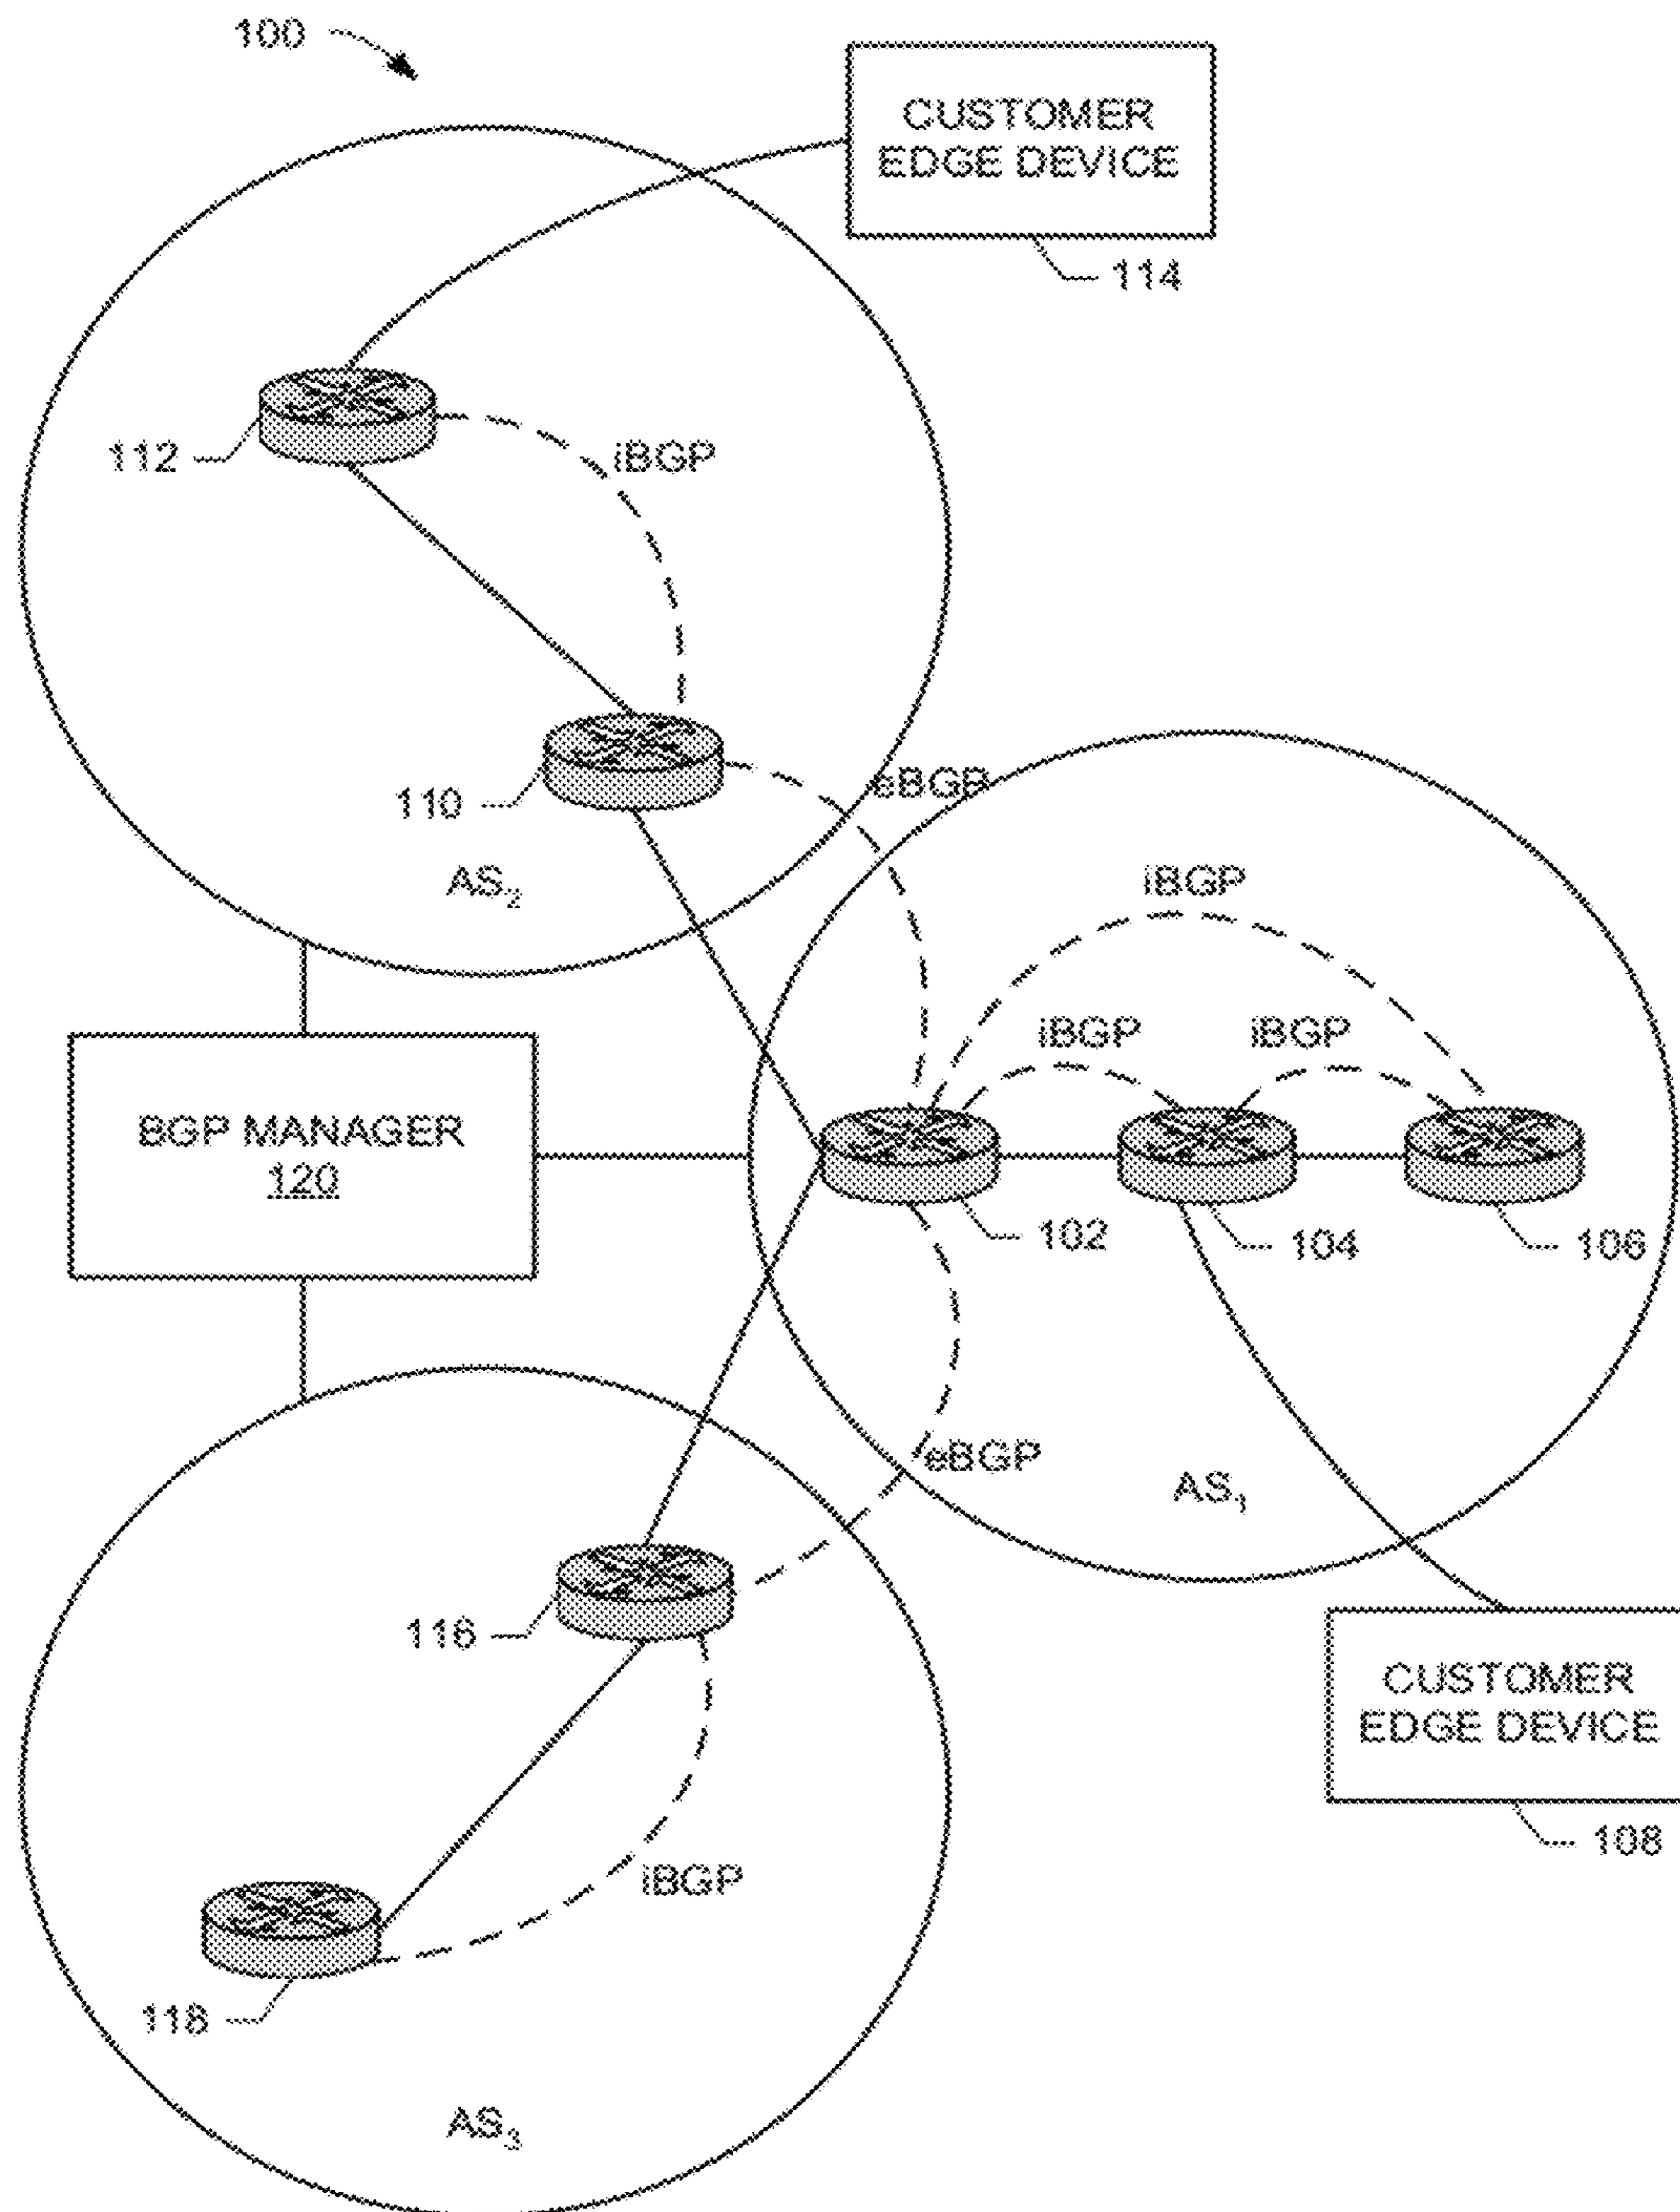 100
CUSTOMER
EDGE DEVICE
114
112
iBGP
110
eBGP
AS2
iBGP
iBGP
iBGP
BGP MANAGER
120
102
104
106
eBGP
AS1
116
CUSTOMER
EDGE DEVICE
108
iBGP
118
AS3